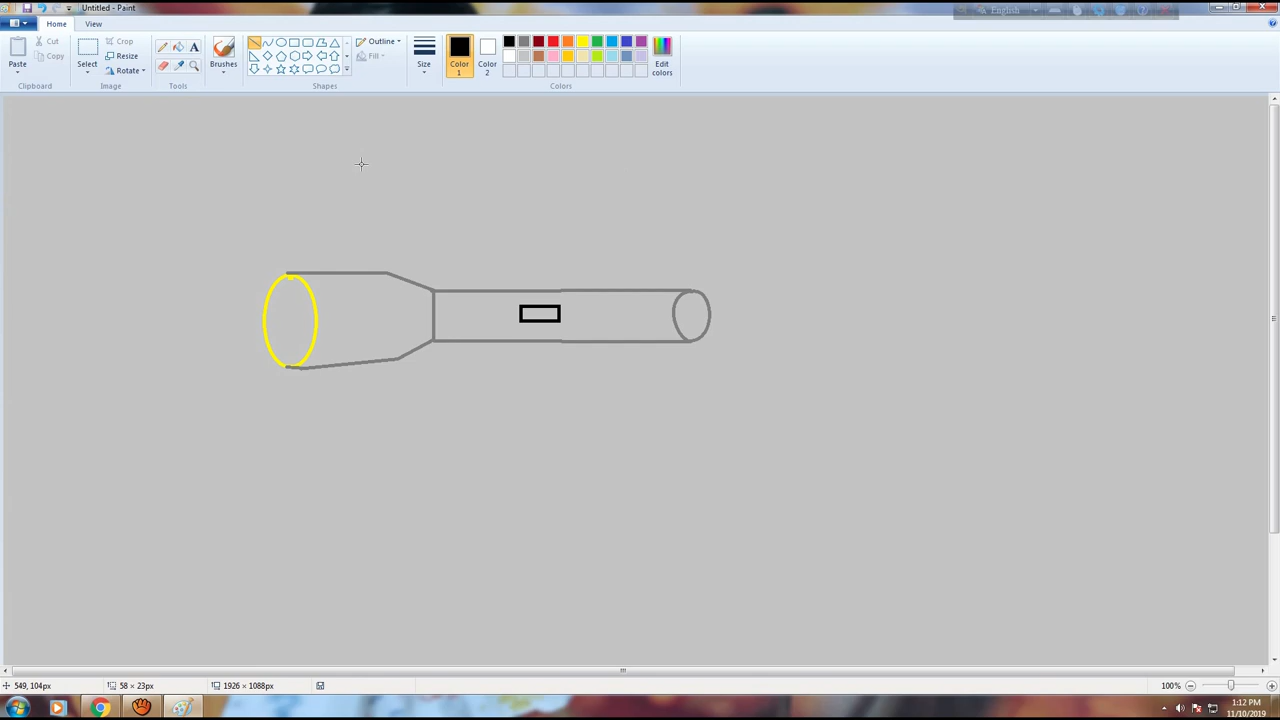 Untitled - Paint
English
Home
View
Paste
Cut
Copy
Clipboard
Select
Crop
Resize
Rotate
Image
A
Tools
Brushes
Outline
Fill
Shapes
Size
Color
1
Color
2
Edit
colors
Colors
549, 104px
58 × 23px
1926 × 1088px
100%
1:12 PM
11/10/2019